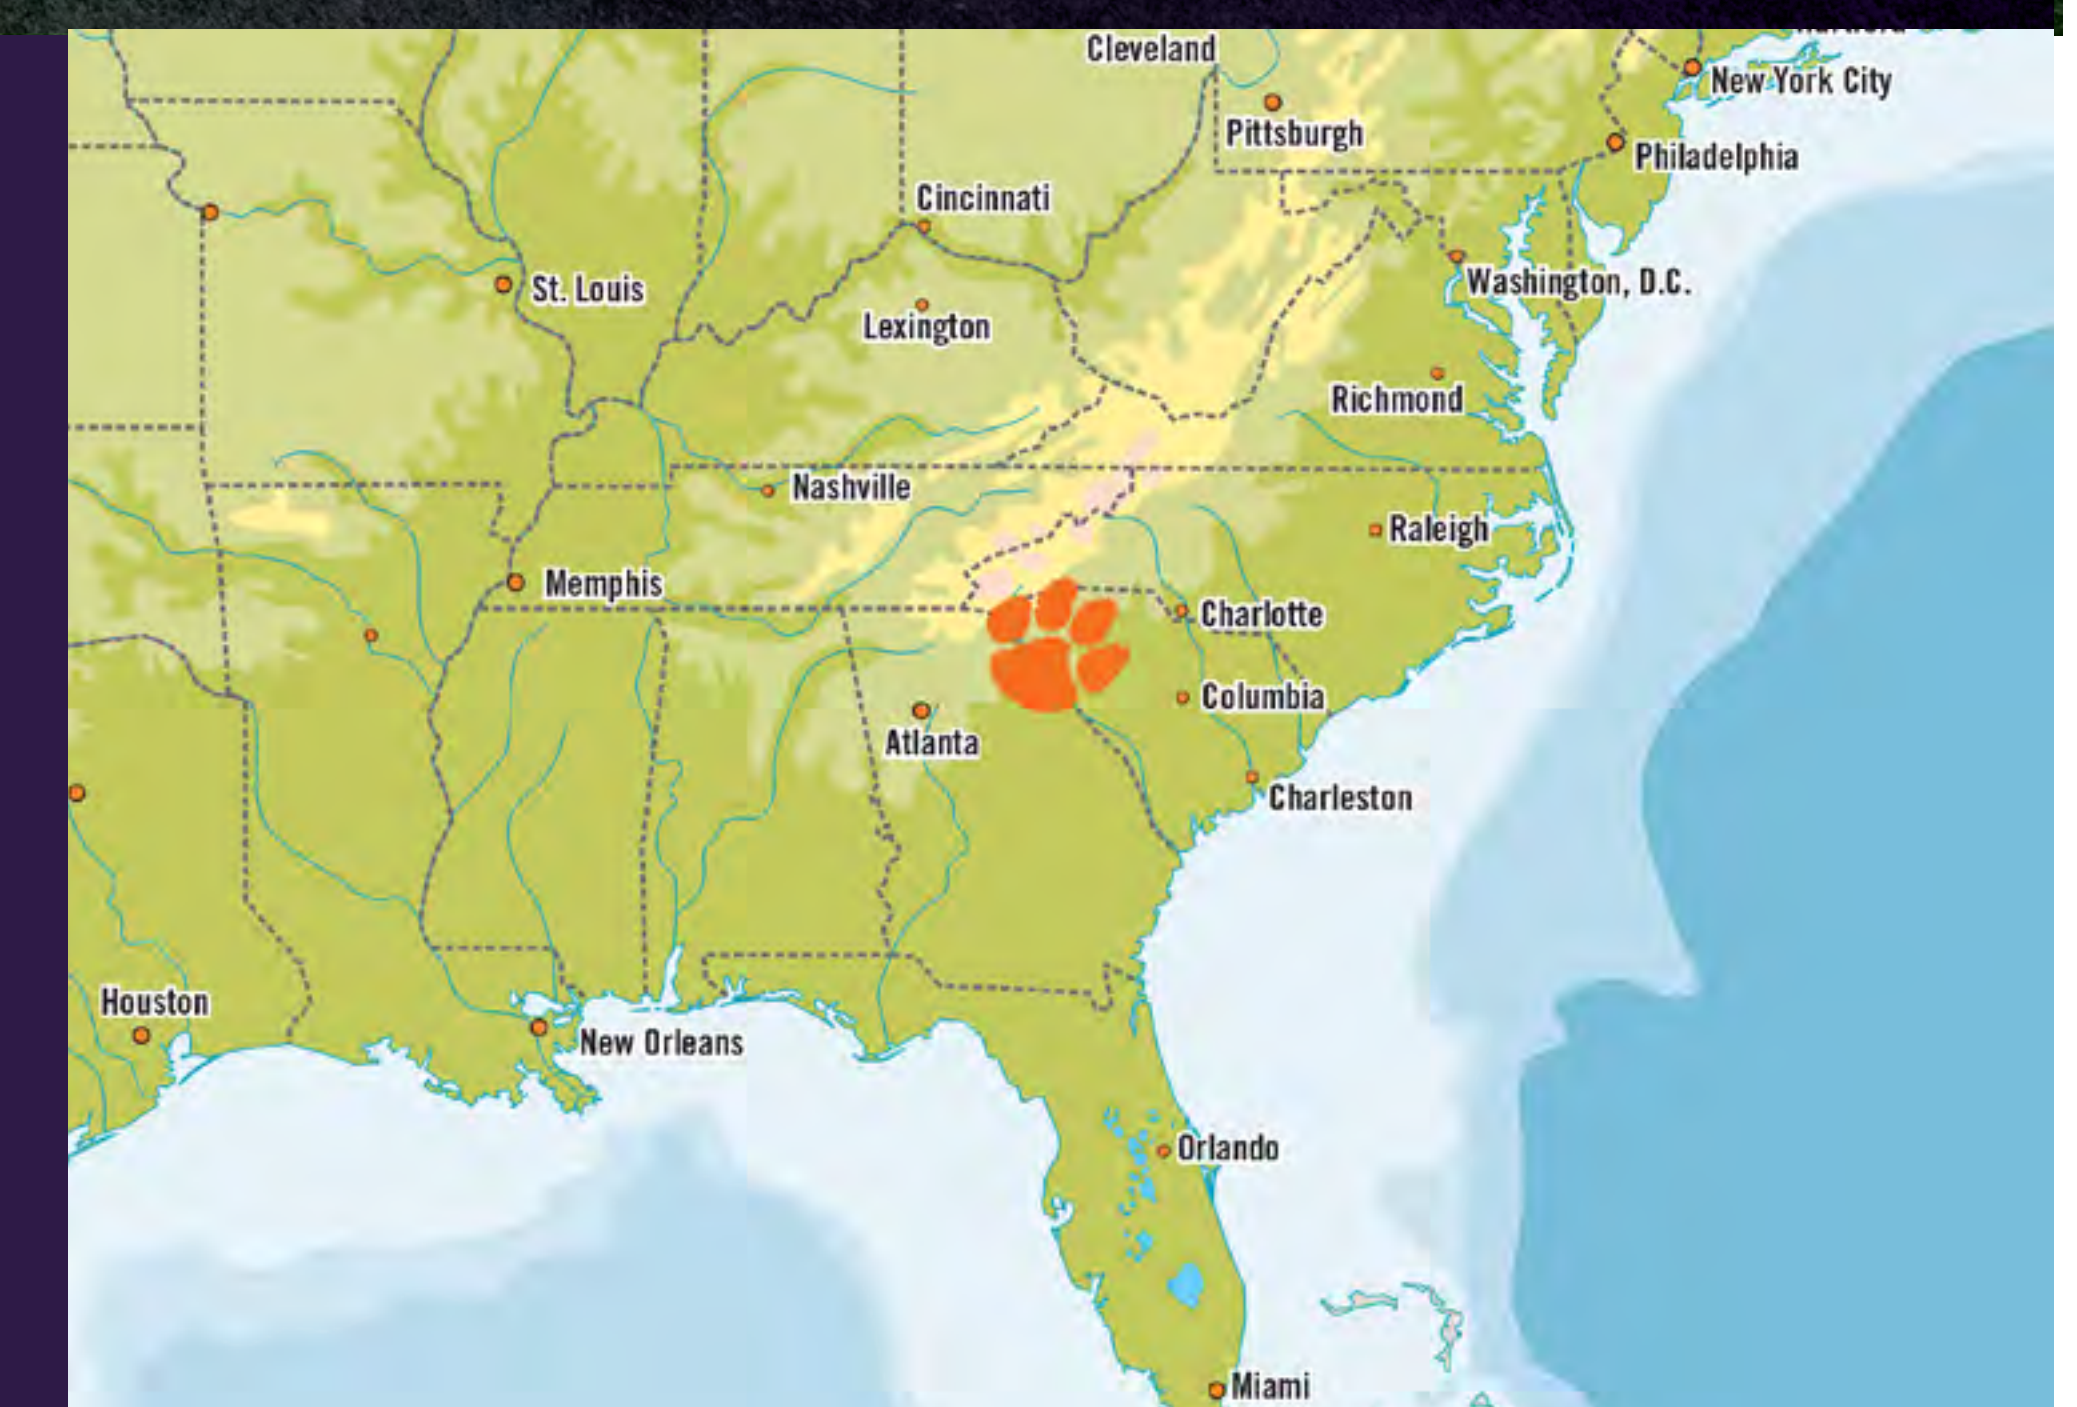 Cleveland
New York City
Pittsburgh
Philadelphia
Cincinnati
St. Louis
Washington, D.C.
Lexington
Richmond
Nashville
Raleigh
Memphis
Charlotte
Columbia
Atlanta
Charleston
Houston
New Orleans
Orlando
Miami